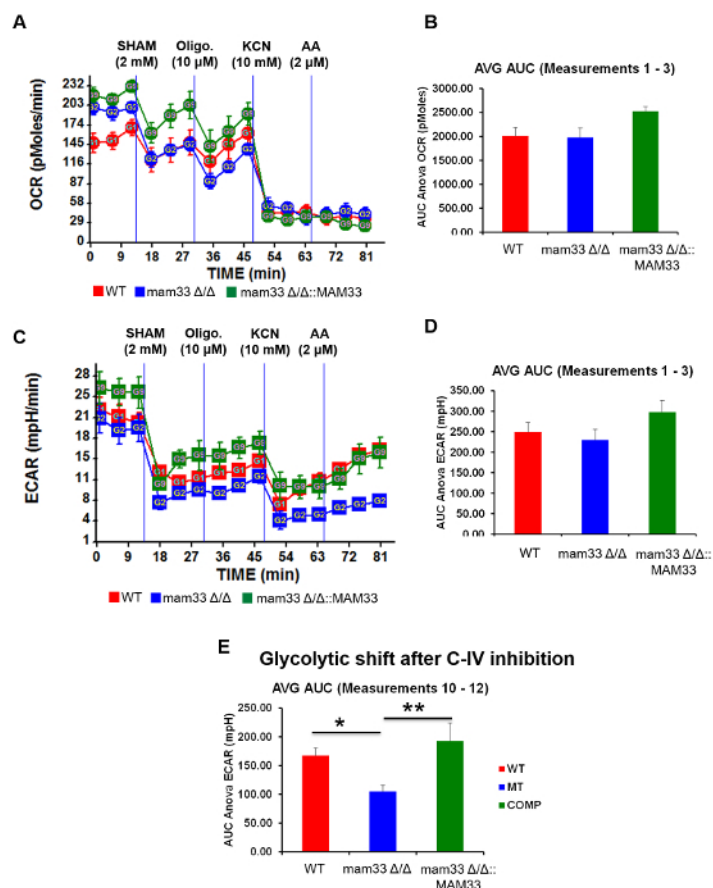 A
SHAM Oligo. KCN AA
(2 mM) (10 µM) (10 mM) (2 µM)
OCR (pMoles/min)
232
203
174
146
116
87
58
29
0
0 9 18 27 36 45 54 63 72 81
TIME (min)
WT mam33 Δ/Δ mam33 Δ/Δ::MAM33
B
AVG AUC (Measurements 1 - 3)
AUC Anova OCR (pMoles)
3000.00
2500.00
2000.00
1500.00
1000.00
500.00
0.00
WT mam33 Δ/Δ mam33 Δ/Δ::
MAM33
C
SHAM Oligo. KCN AA
(2 mM) (10 µM) (10 mM) (2 µM)
ECAR (mpH/min)
28
25
21
18
15
11
8
4
1
0 9 18 27 36 45 54 63 72 81
TIME (min)
WT mam33 Δ/Δ mam33 Δ/Δ::MAM33
D
AVG AUC (Measurements 1 - 3)
AUC Anova ECAR (mpH)
400.00
350.00
300.00
250.00
200.00
150.00
100.00
50.00
0.00
WT mam33 Δ/Δ mam33 Δ/Δ::
MAM33
E Glycolytic shift after C-IV inhibition
AVG AUC (Measurements 10 - 12)
AUC Anova ECAR (mpH)
250.00
200.00
150.00
100.00
50.00
0.00
* **
WT mam33 Δ/Δ mam33 Δ/Δ::
MAM33
WT
MT
COMP